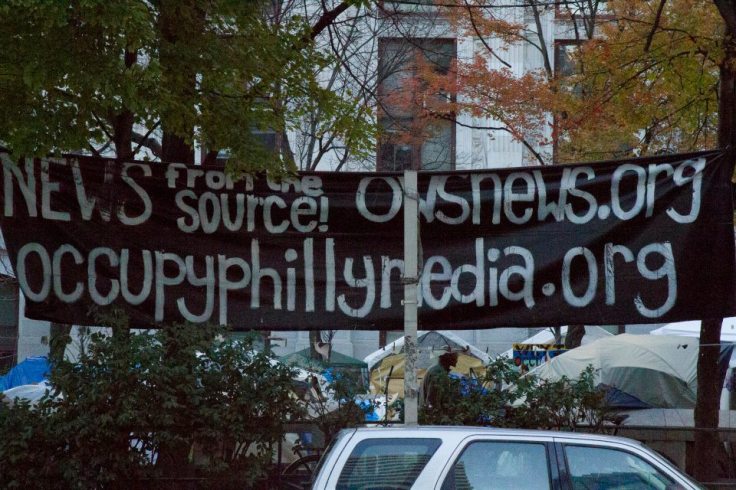 NEWS from the source! owsnews.org
occupyphillymedia.org